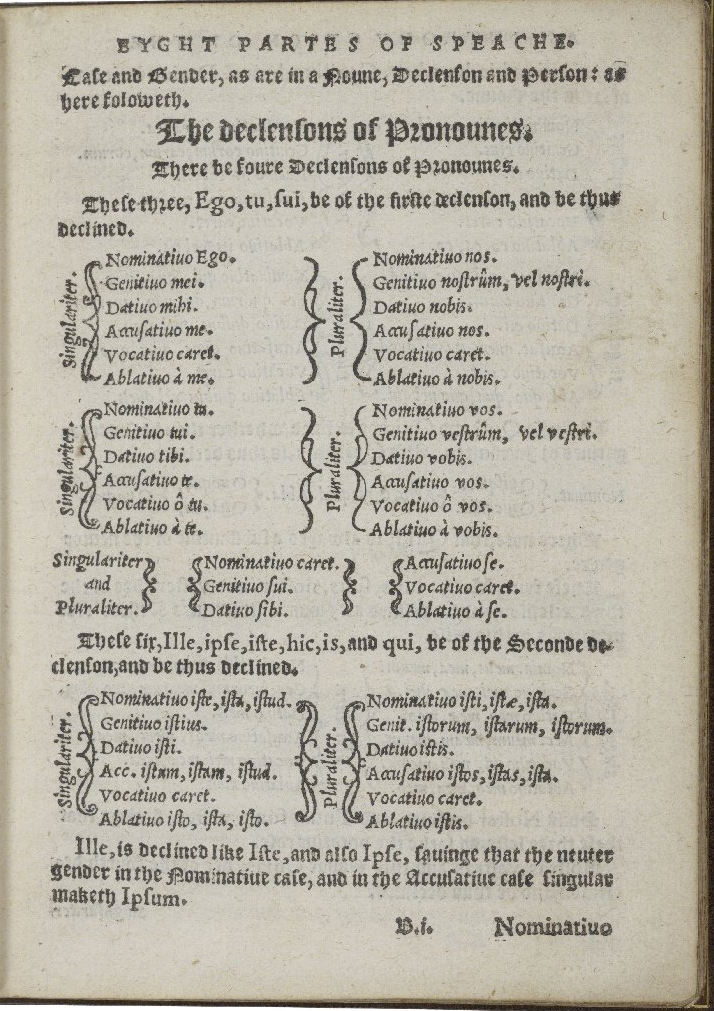 EYGHT PARTES OF SPEACHE.
Case and Gender, as are in a Noune, Declenson and Person: as
here foloweth.
The declensons of Pronounes.
There be foure Declensons of Pronounes.
These three, Ego, tu, sui, be of the firste declenson, and be thus
declined.
Singulariter.
Nominatiuo Ego.
Genitiuo mei.
Datiuo mihi.
Accusatiuo me.
Vocatiuo caret.
Ablatiuo à me.
Pluraliter.
Nominatiuo nos.
Genitiuo nostrûm, vel nostri.
Datiuo nobis.
Accusatiuo nos.
Vocatiuo caret.
Ablatiuo à nobis.
Singulariter.
Nominatiuo tu.
Genitiuo tui.
Datiuo tibi.
Accusatiuo te.
Vocatiuo ô tu.
Ablatiuo à te.
Pluraliter.
Nominatiuo vos.
Genitiuo vestrûm, vel vestri.
Datiuo vobis.
Accusatiuo vos.
Vocatiuo ô vos.
Ablatiuo à vobis.
Singulariter
and
Pluraliter.
Nominatiuo caret.
Genitiuo sui.
Datiuo sibi.
Accusatiuo se.
Vocatiuo caret.
Ablatiuo à se.
These six, Ille, ipse, iste, hic, is, and qui, be of the Seconde de-
clenson, and be thus declined.
Singulariter.
Nominatiuo iste, ista, istud.
Genitiuo istius.
Datiuo isti.
Acc. istum, istam, istud.
Vocatiuo caret.
Ablatiuo isto, ista, isto.
Pluraliter.
Nominatiuo isti, istæ, ista.
Genit. istorum, istarum, istorum.
Datiuo istis.
Accusatiuo istos, istas, ista.
Vocatiuo caret.
Ablatiuo istis.
Ille, is declined like Iste, and also Ipse, sauinge that the neuter
gender in the Nominatiue case, and in the Accusatiue case singular
maketh Ipsum.
B.i. Nominatiuo